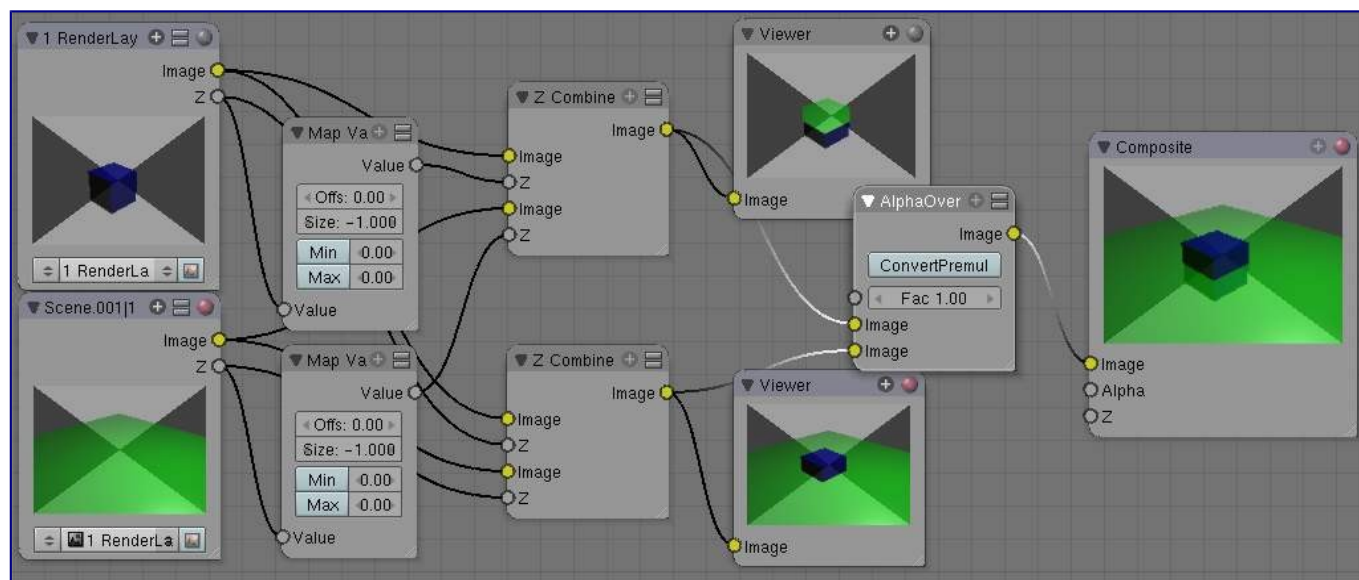 1 RenderLay
Image
Z
1 RenderLa
Scene.001|1
Image
Z
1 RenderLa
Map Va
Value
Offs: 0.00
Size: -1.000
Min 0.00
Max 0.00
Value
Map Va
Value
Offs: 0.00
Size: -1.000
Min 0.00
Max 0.00
Value
Z Combine
Image
Image
Z
Image
Z
Z Combine
Image
Image
Z
Image
Z
Viewer
Image
AlphaOver
Image
ConvertPremul
Fac 1.00
Image
Image
Viewer
Image
Composite
Image
Alpha
Z